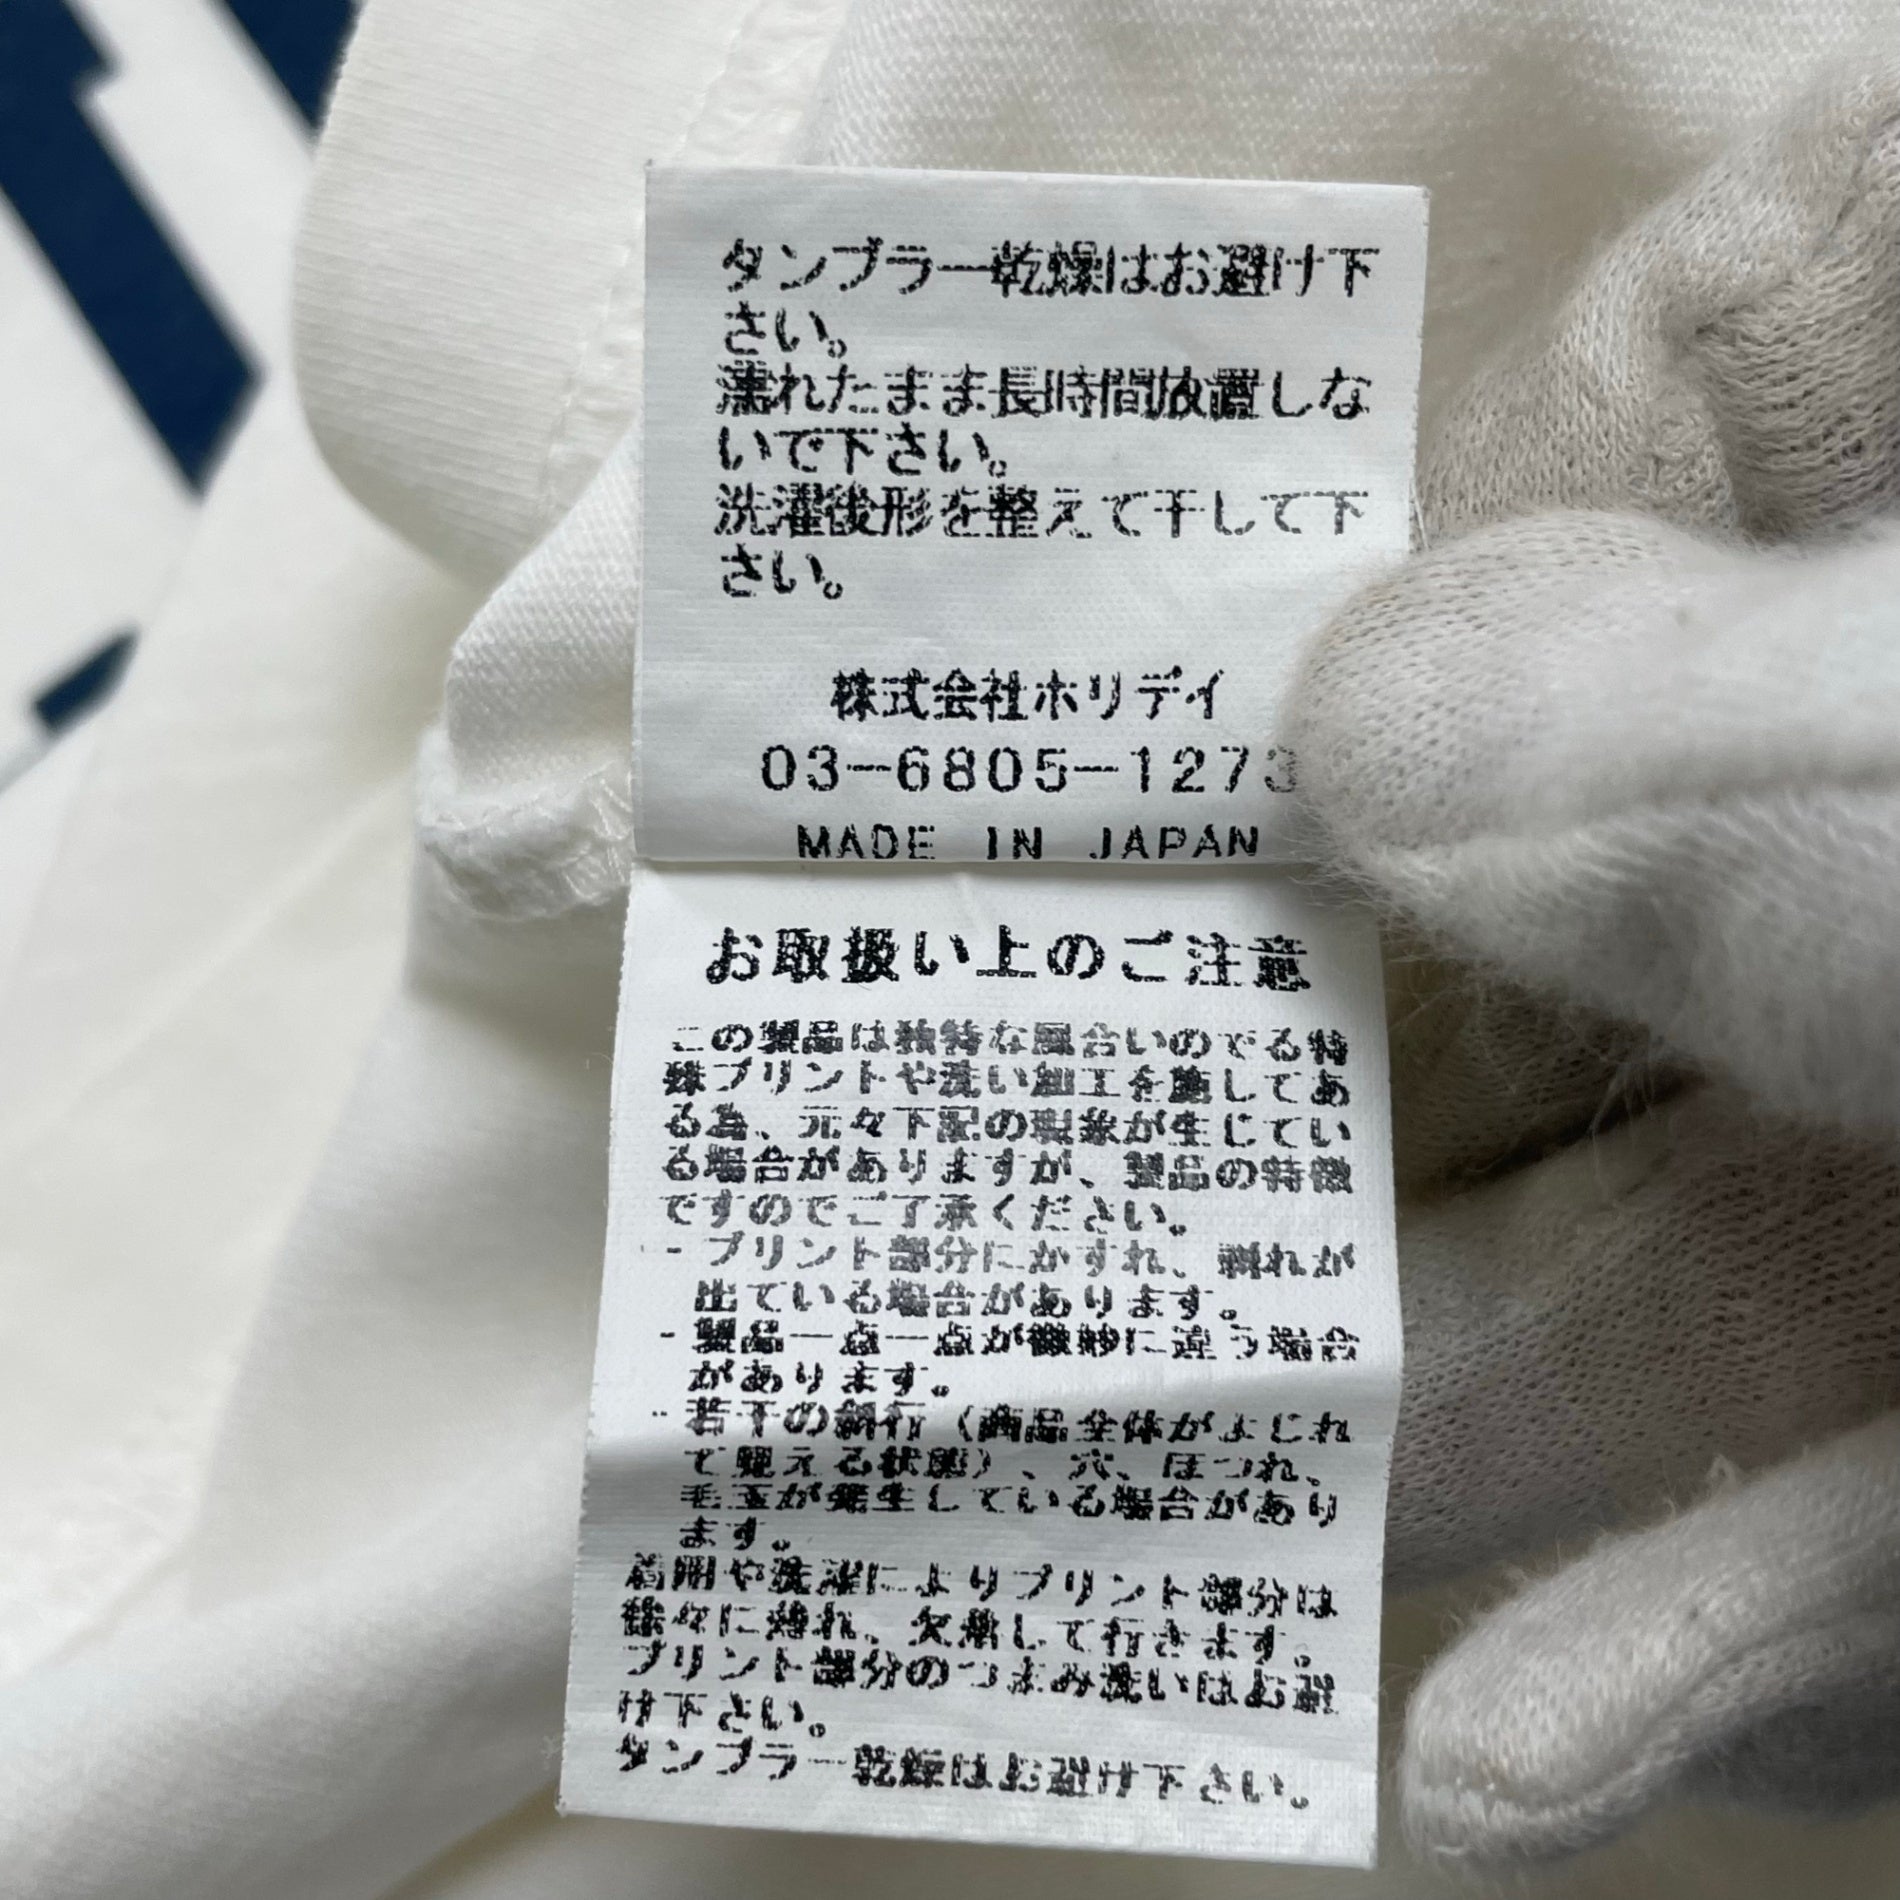 タンブラー乾燥はお避け下
さい。
濡れたまま長時間放置しな
いで下さい。
洗濯後形を整えて干して下
さい。
株式会社ホリデイ
03-6805-1273
MADE IN JAPAN
お取扱い上のご注意
この製品は独特な風合いのでる特
殊プリントや洗い加工を施してあ
る為、元々下記の現象が生じてい
る場合がありますが、製品の特徴
ですのでご了承ください。
・プリント部分にかすれ、割れが
出ている場合があります。
・製品一点一点が微妙に違う場合
があります。
・若干の斜行（商品全体がよじれ
て見える状態）、穴、ほつれ、
毛玉が発生している場合があり
ます。
着用や洗濯によりプリント部分は
徐々に薄れ、欠落して行きます。
プリント部分のつまみ洗いはお避
け下さい。
タンブラー乾燥はお避け下さい。